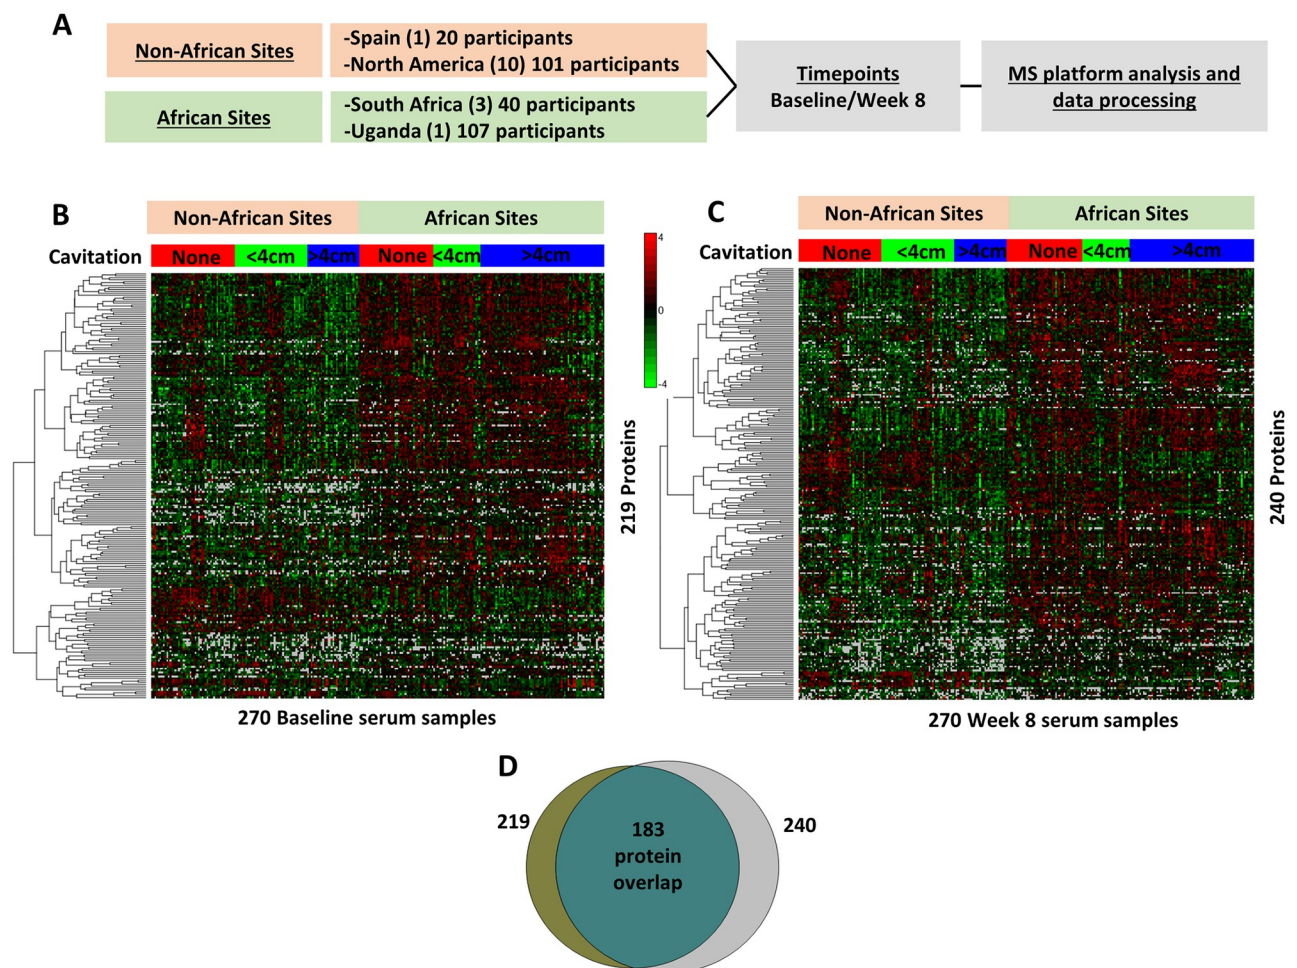 A
Non-African Sites
-Spain (1) 20 participants
-North America (10) 101 participants
African Sites
-South Africa (3) 40 participants
-Uganda (1) 107 participants
Timepoints
Baseline/Week 8
MS platform analysis and
data processing
B
Non-African Sites
African Sites
Cavitation
None
<4cm
>4cm
None
<4cm
>4cm
4
0
-4
219 Proteins
270 Baseline serum samples
C
Non-African Sites
African Sites
Cavitation
None
<4cm
>4cm
None
<4cm
>4cm
240 Proteins
270 Week 8 serum samples
D
219
183
protein
overlap
240